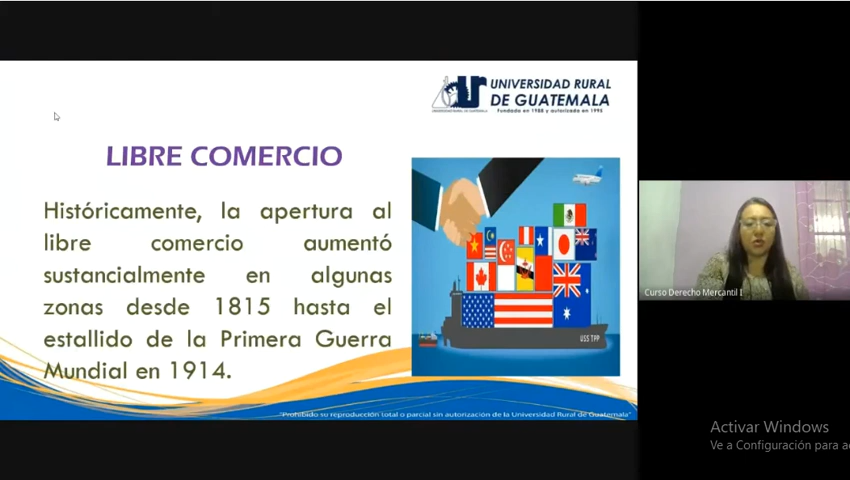 UNIVERSIDAD RURAL
DE GUATEMALA
Fundado en 1988 y autorizado en 1995
LIBRE COMERCIO
Históricamente, la apertura al
libre comercio aumentó
sustancialmente en algunas
zonas desde 1815 hasta el
estallido de la Primera Guerra
Mundial en 1914.
USS TPP
"Prohibido su reproducción total o parcial sin autorización de la Universidad Rural de Guatemala"
Curso Derecho Mercantil I
Activar Windows
Ve a Configuración para a